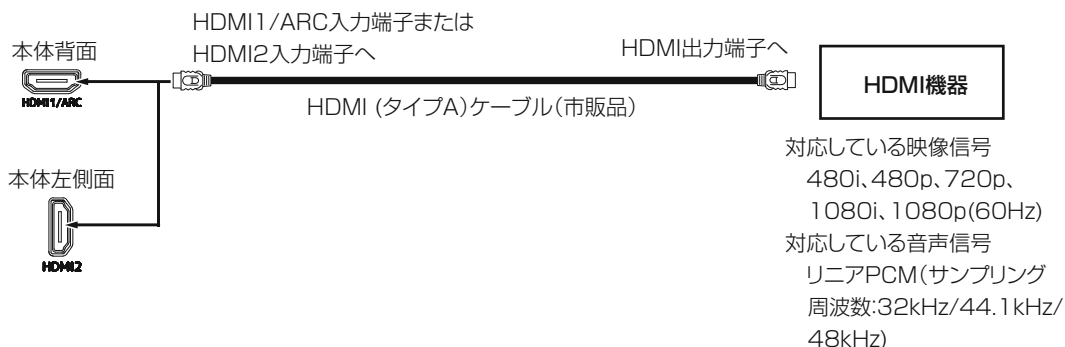 HDMI1/ARC入力端子または
HDMI2入力端子へ
HDMI出力端子へ
本体背面
HDMI1/ARC
HDMI機器
HDMI (タイプA)ケーブル(市販品)
対応している映像信号
480i、480p、720p、
1080i、1080p(60Hz)
対応している音声信号
リニアPCM(サンプリング
周波数:32kHz/44.1kHz/
48kHz)
本体左側面
HDMI2